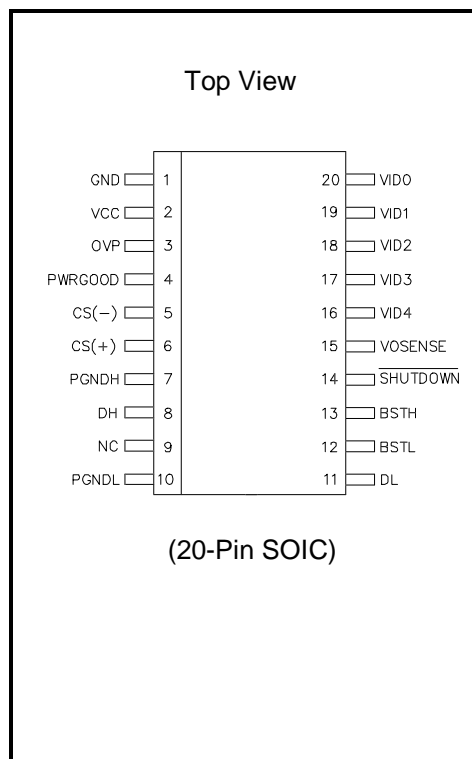 Top View
GND 1 20 VID0
VCC 2 19 VID1
OVP 3 18 VID2
PWRGOOD 4 17 VID3
CS(−) 5 16 VID4
CS(+) 6 15 VOSENSE
PGNDH 7 14 SHUTDOWN
DH 8 13 BSTH
NC 9 12 BSTL
PGNDL 10 11 DL
(20-Pin SOIC)